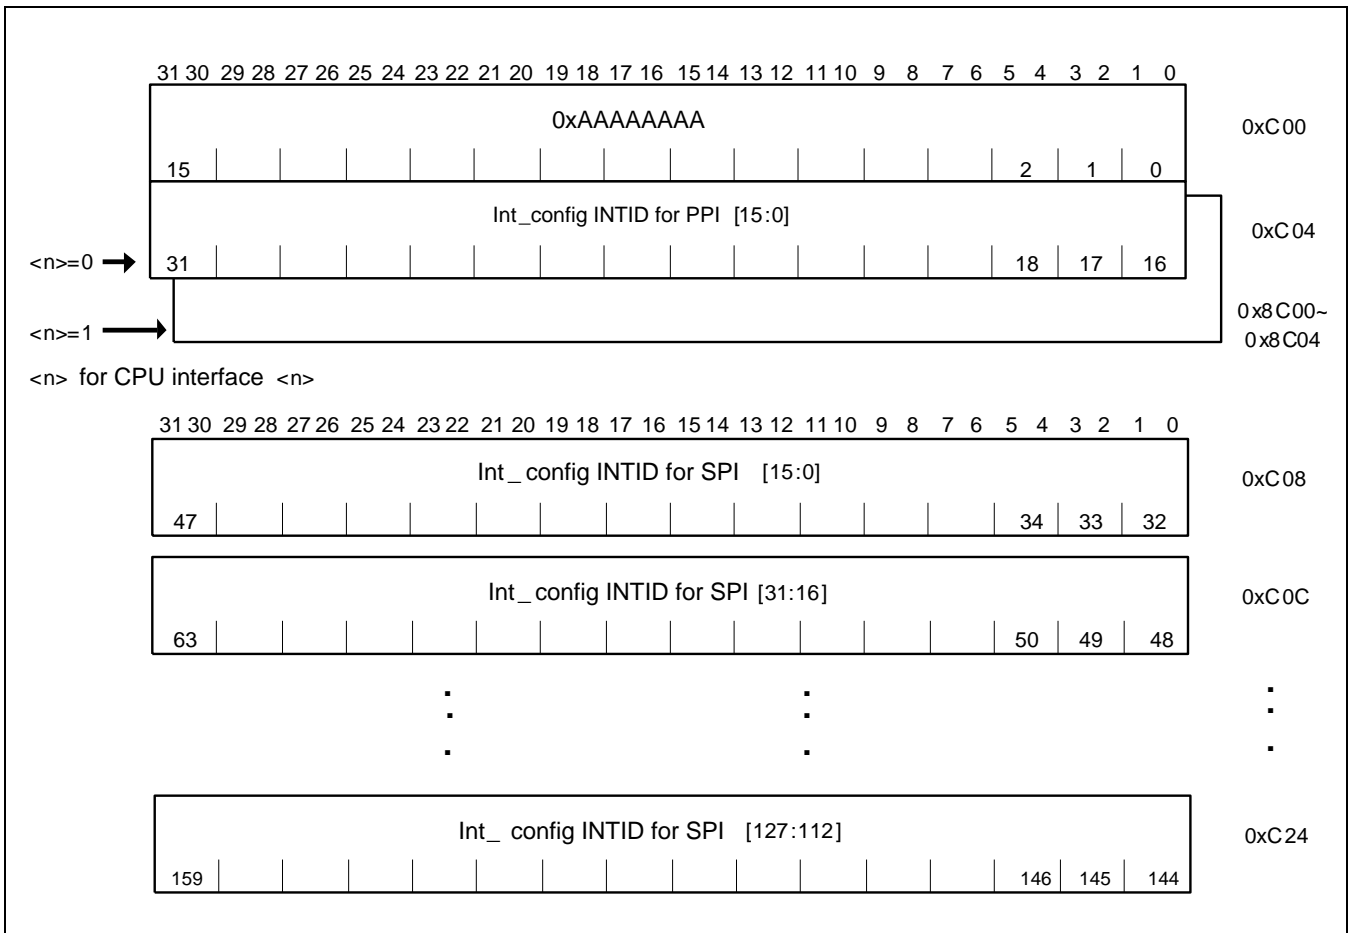 31 30 29 28 27 26 25 24 23 22 21 20 19 18 17 16 15 14 13 12 11 10 9 8 7 6 5 4 3 2 1 0
0xAAAAAAAA
0xC00
15 2 1 0
Int_config INTID for PPI [15:0]
0xC04
<n>=0 31 18 17 16
0x8C00~
<n>=1
0x8C04
<n> for CPU interface <n>
31 30 29 28 27 26 25 24 23 22 21 20 19 18 17 16 15 14 13 12 11 10 9 8 7 6 5 4 3 2 1 0
Int_config INTID for SPI [15:0]
0xC08
47 34 33 32
Int_config INTID for SPI [31:16]
0xC0C
63 50 49 48
Int_ config INTID for SPI [127:112]
0xC24
159 146 145 144